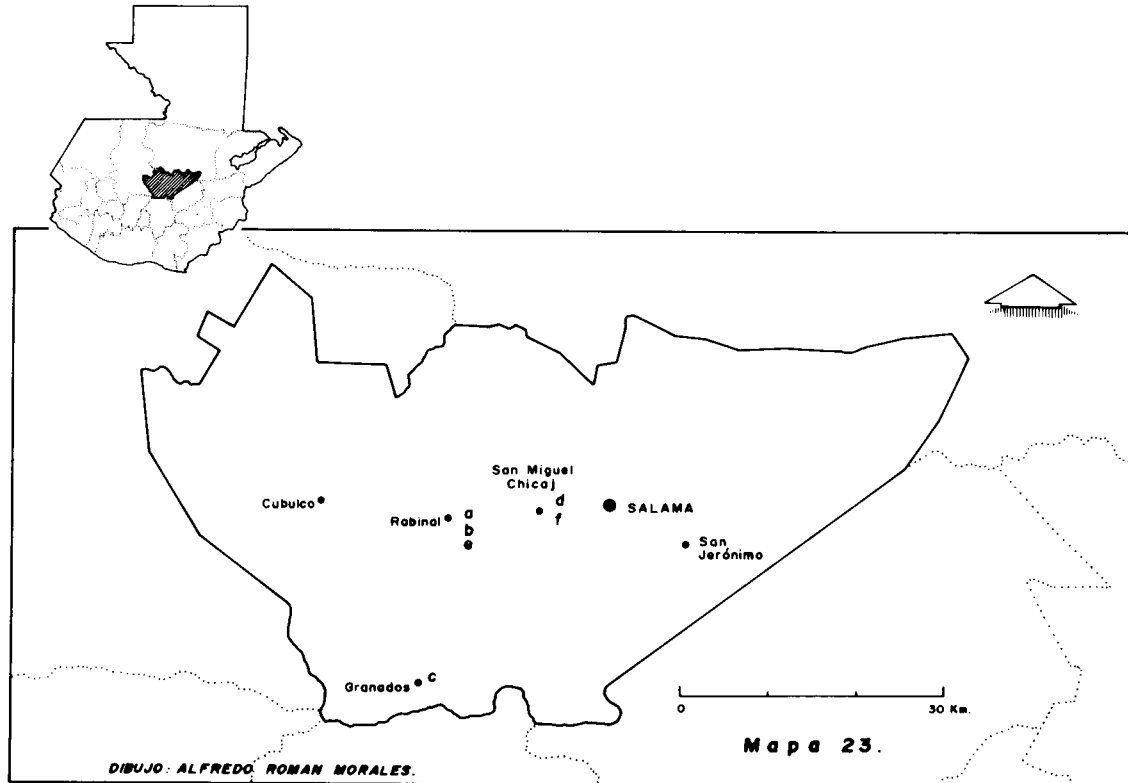 San Miguel
Chicaj
d
f
Cubulco
Rabinal
a
b
e
SALAMA
San
Jerónimo
Granados
c
0
30 Km.
Mapa 23.
DIBUJO: ALFREDO ROMAN MORALES.